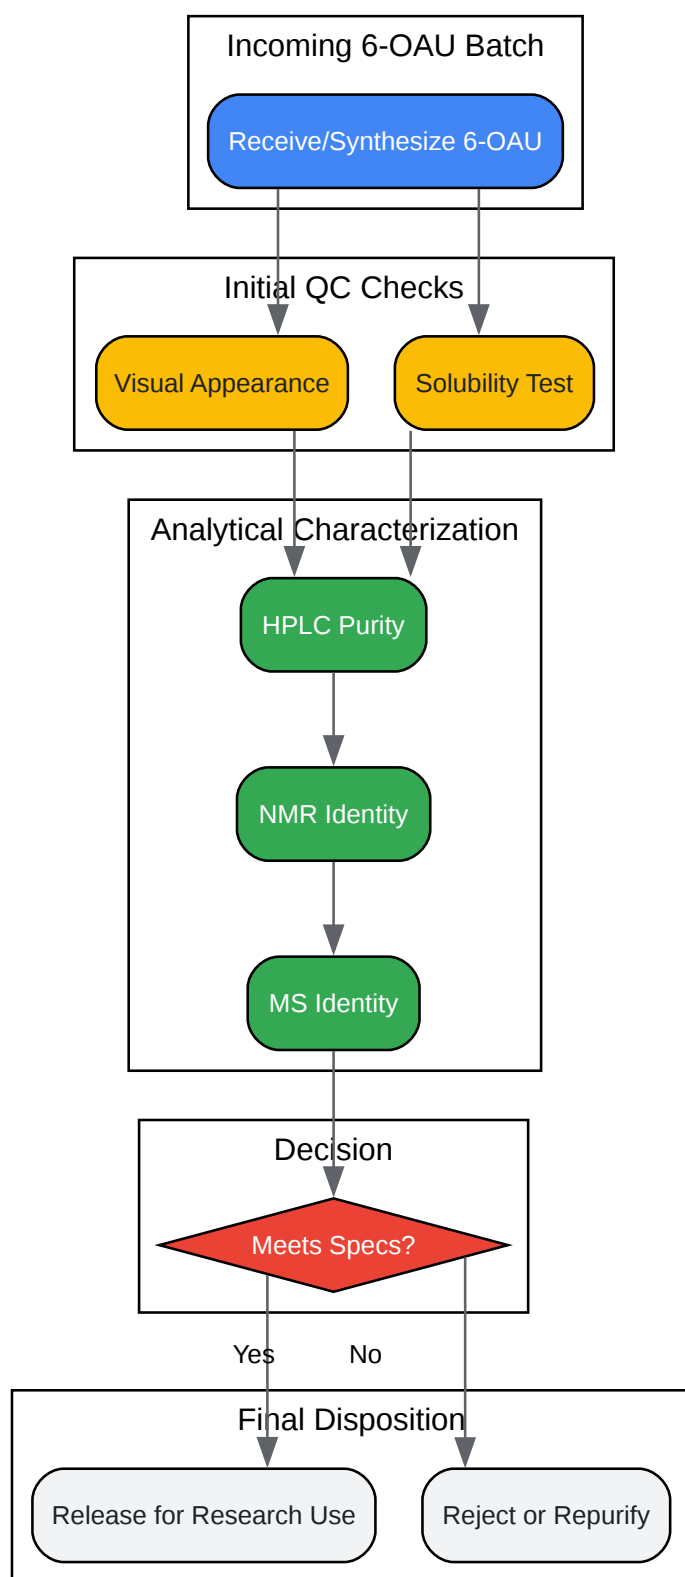 Incoming 6-OAU Batch
Receive/Synthesize 6-OAU
Initial QC Checks
Visual Appearance
Solubility Test
Analytical Characterization
HPLC Purity
NMR Identity
MS Identity
Decision
Meets Specs?
Yes
No
Final Disposition
Release for Research Use
Reject or Repurify